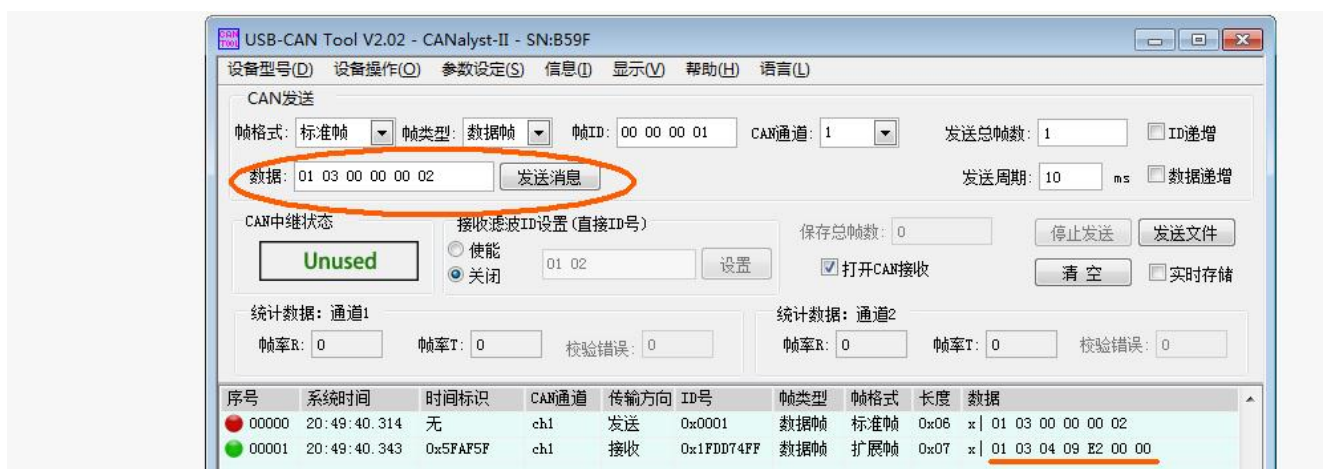 USB-CAN Tool V2.02 - CANalyst-II - SN:B59F
设备型号(D) 设备操作(O) 参数设定(S) 信息(I) 显示(V) 帮助(H) 语言(L)
CAN发送
帧格式: 标准帧 帧类型: 数据帧 帧ID: 00 00 00 01 CAN通道: 1 发送总帧数: 1 ID递增
数据: 01 03 00 00 00 02 发送消息 发送周期: 10 ms 数据递增
CAN中继状态 接收滤波ID设置(直接ID号) 保存总帧数: 0 停止发送 发送文件
Unused 使能 01 02 设置 打开CAN接收 清 空 实时存储
关闭
统计数据: 通道1 统计数据: 通道2
帧率R: 0 帧率T: 0 校验错误: 0 帧率R: 0 帧率T: 0 校验错误: 0
序号 系统时间 时间标识 CAN通道 传输方向 ID号 帧类型 帧格式 长度 数据
00000 20:49:40.314 无 ch1 发送 0x0001 数据帧 标准帧 0x06 x| 01 03 00 00 00 02
00001 20:49:40.343 0x5FAF5F ch1 接收 0x1FDD74FF 数据帧 扩展帧 0x07 x| 01 03 04 09 E2 00 00